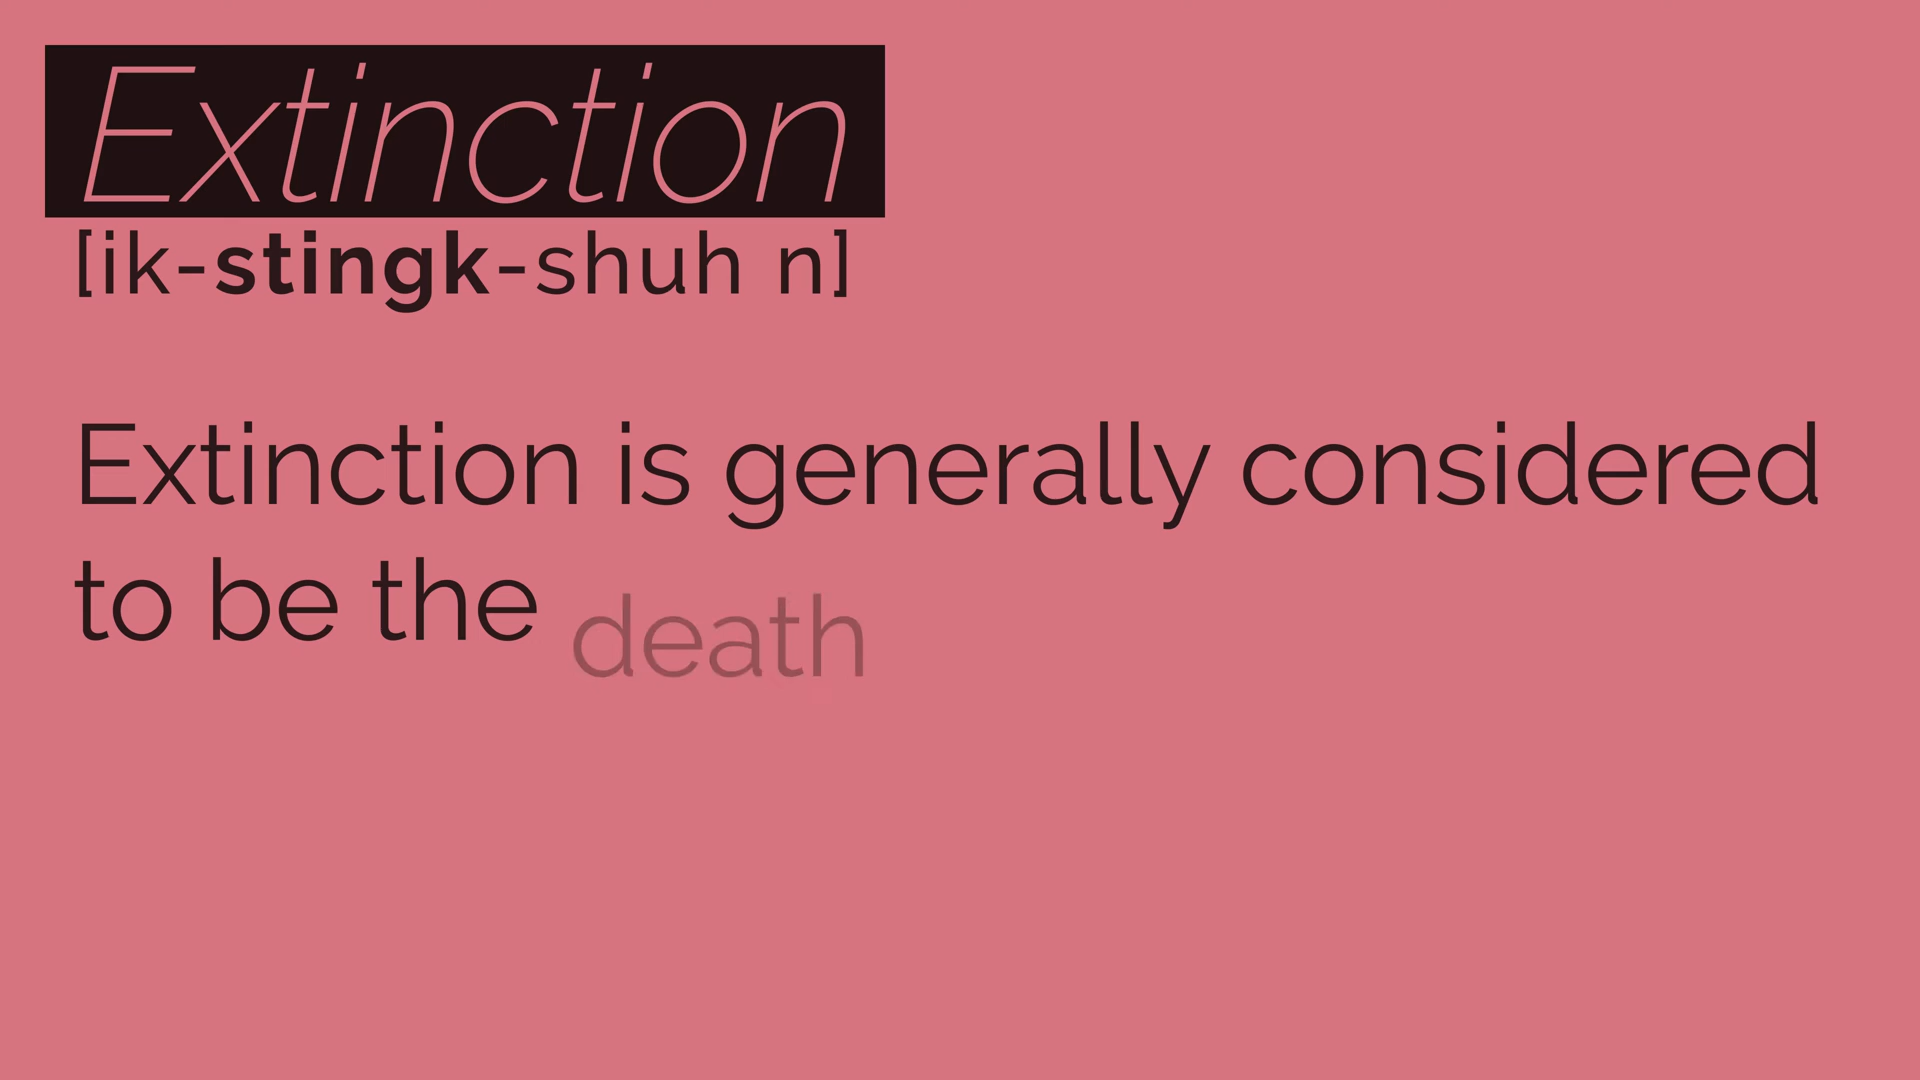 Extinction
[ik-stingk-shuh n]
Extinction is generally considered
to be the death